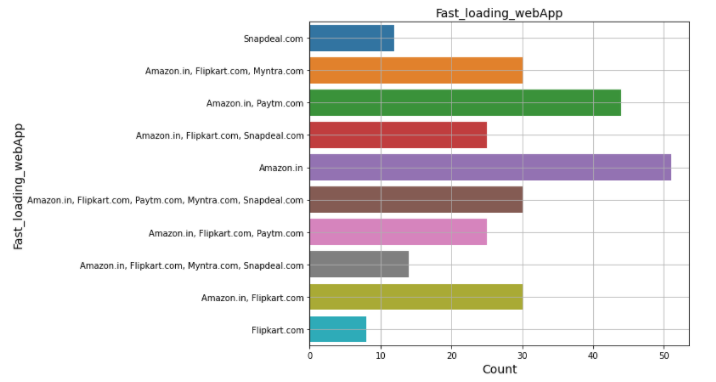 Fast_loading_webApp
Fast_loading_webApp
Snapdeal.com
Amazon.in, Flipkart.com, Myntra.com
Amazon.in, Paytm.com
Amazon.in, Flipkart.com, Snapdeal.com
Amazon.in
Amazon.in, Flipkart.com, Paytm.com, Myntra.com, Snapdeal.com
Amazon.in, Flipkart.com, Paytm.com
Amazon.in, Flipkart.com, Myntra.com, Snapdeal.com
Amazon.in, Flipkart.com
Flipkart.com
0 10 20 30 40 50
Count